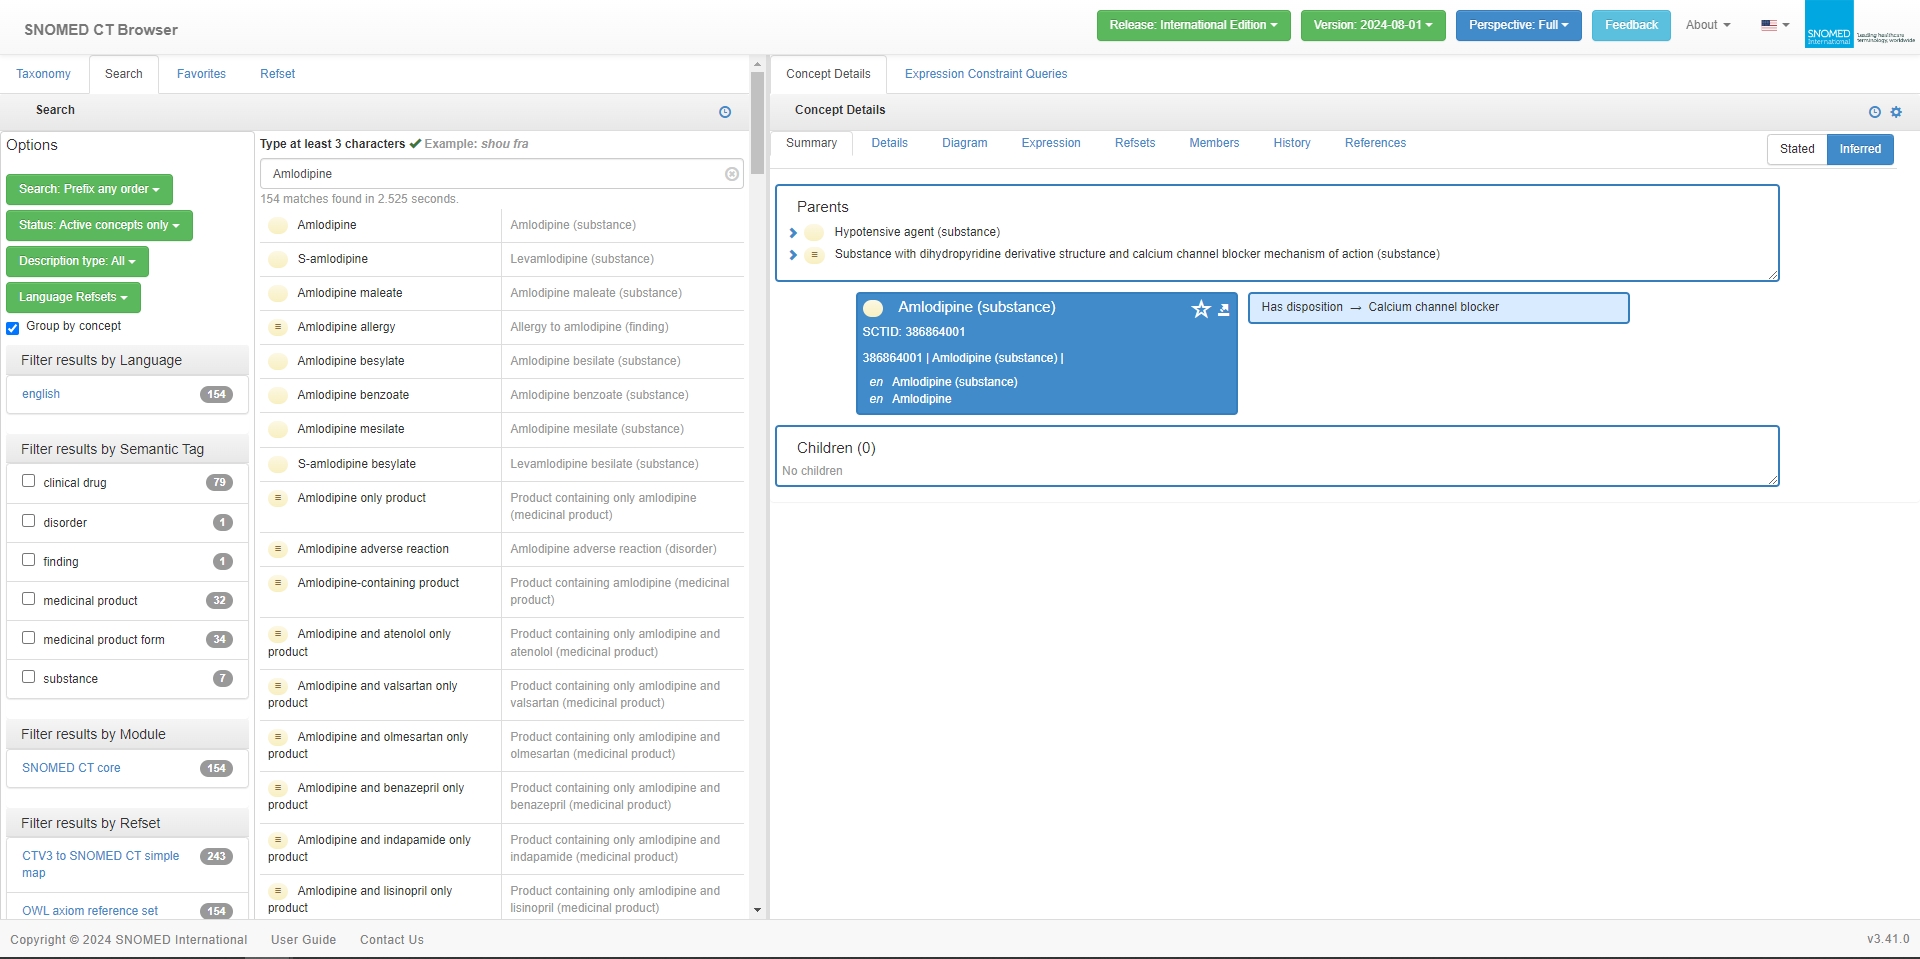 SNOMED CT Browser
Release: International Edition
Version: 2024-08-01
Perspective: Full
Feedback
About
SNOMED
International
Leading healthcare
terminology, worldwide
Taxonomy
Search
Favorites
Refset
Search
Options
Search: Prefix any order
Status: Active concepts only
Description type: All
Language Refsets
Group by concept
Filter results by Language
english 154
Filter results by Semantic Tag
clinical drug 79
disorder 1
finding 1
medicinal product 32
medicinal product form 34
substance 7
Filter results by Module
SNOMED CT core 154
Filter results by Refset
CTV3 to SNOMED CT simple 243
map
OWL axiom reference set 154
Type at least 3 characters ✔ Example: shou fra
Amlodipine
154 matches found in 2.525 seconds.
Amlodipine Amlodipine (substance)
S-amlodipine Levamlodipine (substance)
Amlodipine maleate Amlodipine maleate (substance)
≡ Amlodipine allergy Allergy to amlodipine (finding)
Amlodipine besylate Amlodipine besilate (substance)
Amlodipine benzoate Amlodipine benzoate (substance)
Amlodipine mesilate Amlodipine mesilate (substance)
S-amlodipine besylate Levamlodipine besilate (substance)
≡ Amlodipine only product Product containing only amlodipine
(medicinal product)
≡ Amlodipine adverse reaction Amlodipine adverse reaction (disorder)
≡ Amlodipine-containing product Product containing amlodipine (medicinal
product)
≡ Amlodipine and atenolol only Product containing only amlodipine and
product atenolol (medicinal product)
≡ Amlodipine and valsartan only Product containing only amlodipine and
product valsartan (medicinal product)
≡ Amlodipine and olmesartan only Product containing only amlodipine and
product olmesartan (medicinal product)
≡ Amlodipine and benazepril only Product containing only amlodipine and
product benazepril (medicinal product)
≡ Amlodipine and indapamide only Product containing only amlodipine and
product indapamide (medicinal product)
≡ Amlodipine and lisinopril only Product containing only amlodipine and
product lisinopril (medicinal product)
Concept Details
Expression Constraint Queries
Concept Details
Summary
Details
Diagram
Expression
Refsets
Members
History
References
Stated
Inferred
Parents
Hypotensive agent (substance)
≡ Substance with dihydropyridine derivative structure and calcium channel blocker mechanism of action (substance)
Amlodipine (substance)
SCTID: 386864001
386864001 | Amlodipine (substance) |
en Amlodipine (substance)
en Amlodipine
Has disposition → Calcium channel blocker
Children (0)
No children
Copyright © 2024 SNOMED International
User Guide
Contact Us
v3.41.0